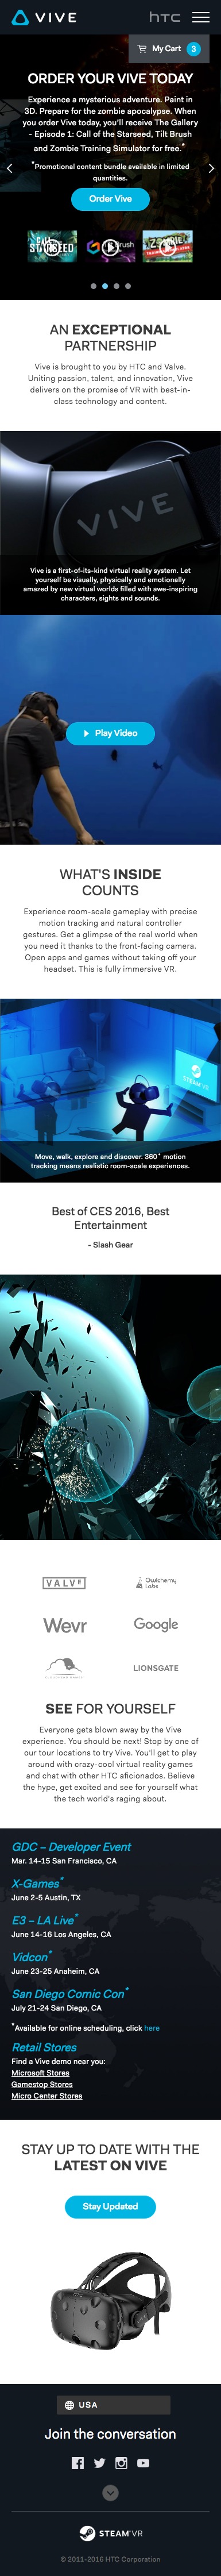 VIVE
htc
My Cart 3
ORDER YOUR VIVE TODAY
Experience a mysterious adventure. Paint in
3D. Prepare for the zombie apocalypse. When
you order Vive today, you'll receive The Gallery
- Episode 1: Call of the Starseed, Tilt Brush
and Zombie Training Simulator for free.*
*Promotional content bundle available in limited
quantities.
Order Vive
AN EXCEPTIONAL
PARTNERSHIP
Vive is brought to you by HTC and Valve.
Uniting passion, talent, and innovation, Vive
delivers on the promise of VR with best-in-
class technology and content.
VIVE
Vive is a first-of-its-kind virtual reality system. Let
yourself be visually, physically and emotionally
amazed by new virtual worlds filled with awe-inspiring
characters, sights and sounds.
Play Video
WHAT'S INSIDE
COUNTS
Experience room-scale gameplay with precise
motion tracking and natural controller
gestures. Get a glimpse of the real world when
you need it thanks to the front-facing camera.
Open apps and games without taking off your
headset. This is fully immersive VR.
STEAM VR
Move, walk, explore and discover. 360° motion
tracking means realistic room-scale experiences.
Best of CES 2016, Best
Entertainment
- Slash Gear
VALVE
Owlchemy
Labs
Wevr
Google
LIONSGATE
SEE FOR YOURSELF
Everyone gets blown away by the Vive
experience. You should be next! Stop by one of
our tour locations to try Vive. You'll get to play
around with crazy-cool virtual reality games
and chat with other HTC aficionados. Believe
the hype, get excited and see for yourself what
the tech world's raging about.
GDC – Developer Event
Mar. 14-15 San Francisco, CA
X-Games*
June 2-5 Austin, TX
E3 – LA Live*
June 14-16 Los Angeles, CA
Vidcon*
June 23-25 Anaheim, CA
San Diego Comic Con*
July 21-24 San Diego, CA
*Available for online scheduling, click here
Retail Stores
Find a Vive demo near you:
Microsoft Stores
Gamestop Stores
Micro Center Stores
STAY UP TO DATE WITH THE
LATEST ON VIVE
Stay Updated
USA
Join the conversation
STEAM VR
© 2011-2016 HTC Corporation